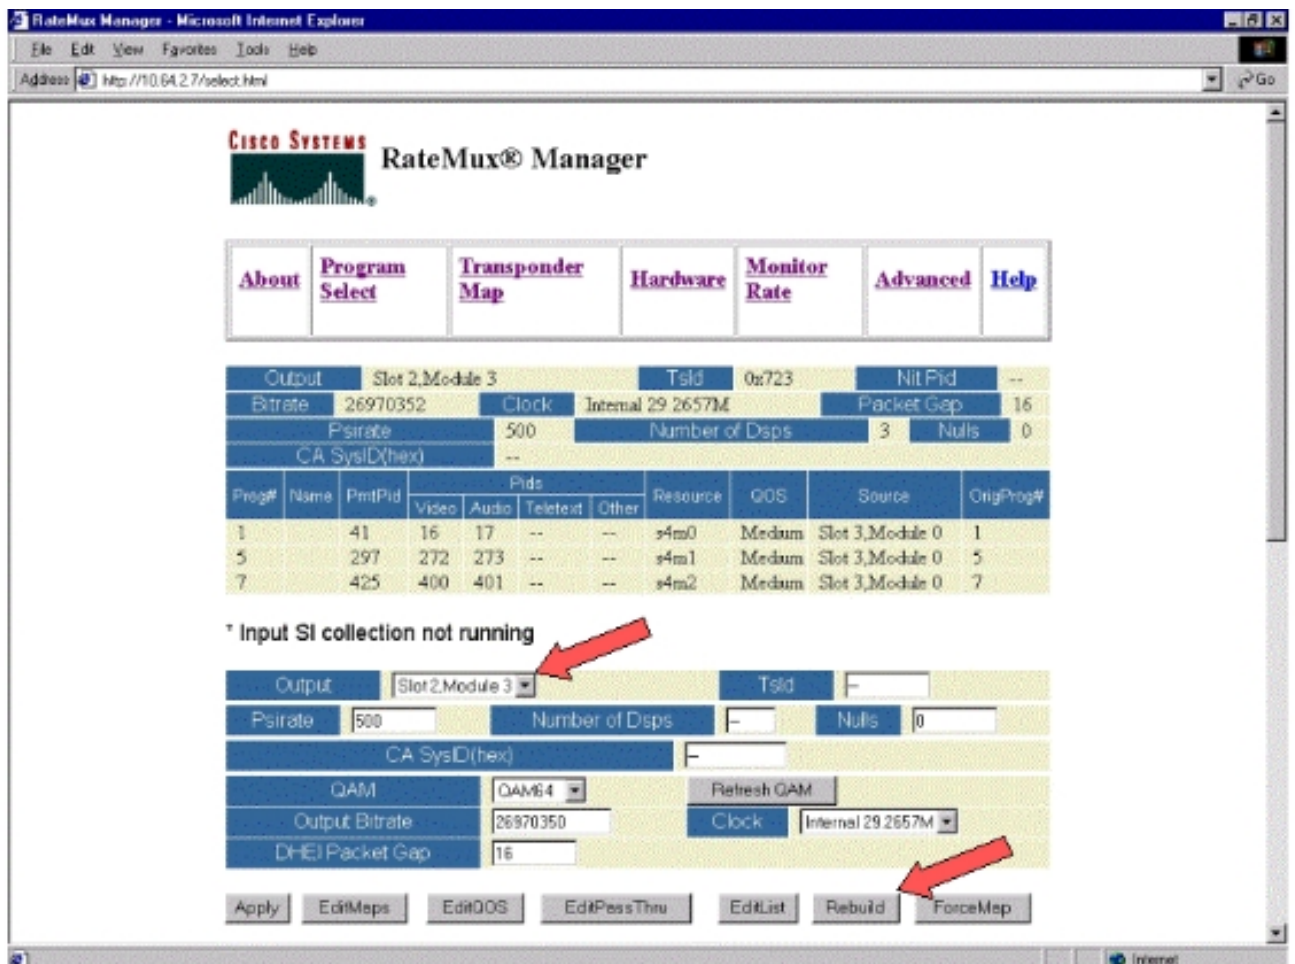 RateMux Manager - Microsoft Internet Explorer
File Edit View Favorites Tools Help
Address http://10.64.2.7/select.html Go
CISCO SYSTEMS
RateMux® Manager
About Program Select Transponder Map Hardware Monitor Rate Advanced Help
Output Slot 2,Module 3 TsId 0x723 Nit Pid --
Bitrate 26970352 Clock Internal 29.2657M Packet Gap 16
Psirate 500 Number of Dsps 3 Nulls 0
CA SysID(hex) --
Prog# Name PmtPid Pids Resource QOS Source OrigProg#
Video Audio Teletext Other
1 41 16 17 -- -- s4m0 Medium Slot 3,Module 0 1
5 297 272 273 -- -- s4m1 Medium Slot 3,Module 0 5
7 425 400 401 -- -- s4m2 Medium Slot 3,Module 0 7
* Input SI collection not running
Output Slot 2,Module 3 TsId --
Psirate 500 Number of Dsps -- Nulls 0
CA SysID(hex) --
QAM QAM64 Refresh QAM
Output Bitrate 26970350 Clock Internal 29.2657M
DHEI Packet Gap 16
Apply EditMaps EditQOS EditPassThru EditList Rebuild ForceMap
Internet